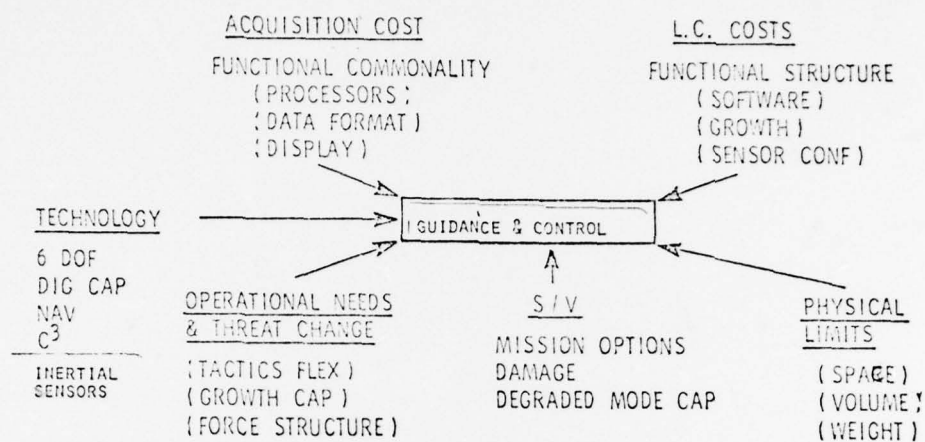 ACQUISITION COST
FUNCTIONAL COMMONALITY
(PROCESSORS)
(DATA FORMAT)
(DISPLAY)
L.C. COSTS
FUNCTIONAL STRUCTURE
(SOFTWARE)
(GROWTH)
(SENSOR CONF)
GUIDANCE & CONTROL
TECHNOLOGY
6 DOF
DIG CAP
NAV
C³
INERTIAL
SENSORS
OPERATIONAL NEEDS
& THREAT CHANGE
(TACTICS FLEX)
(GROWTH CAP)
(FORCE STRUCTURE)
S/V
MISSION OPTIONS
DAMAGE
DEGRADED MODE CAP
PHYSICAL
LIMITS
(SPACE)
(VOLUME)
(WEIGHT)